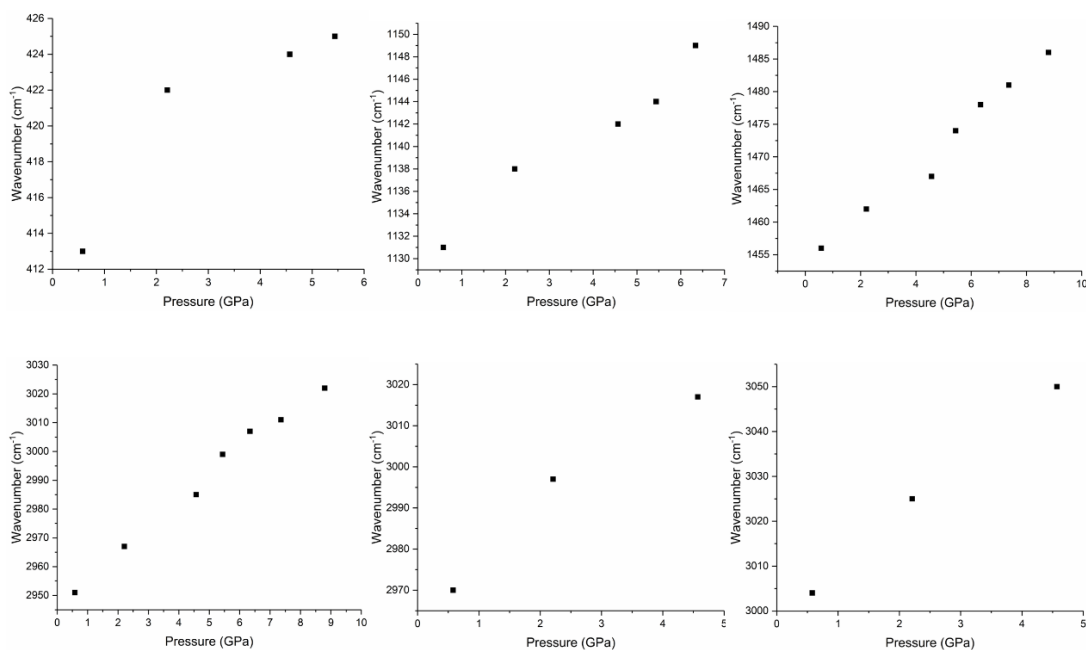 426
424
422
420
418
416
414
412
Wavenumber (cm⁻¹)
0 1 2 3 4 5 6
Pressure (GPa)
1150
1148
1146
1144
1142
1140
1138
1136
1134
1132
1130
Wavenumber (cm⁻¹)
0 1 2 3 4 5 6 7
Pressure (GPa)
1490
1485
1480
1475
1470
1465
1460
1455
Wavenumber (cm⁻¹)
0 2 4 6 8 10
Pressure (GPa)
3030
3020
3010
3000
2990
2980
2970
2960
2950
Wavenumber (cm⁻¹)
0 1 2 3 4 5 6 7 8 9 10
Pressure (GPa)
3020
3010
3000
2990
2980
2970
Wavenumber (cm⁻¹)
0 1 2 3 4 5
Pressure (GPa)
3050
3040
3030
3020
3010
3000
Wavenumber (cm⁻¹)
0 1 2 3 4 5
Pressure (GPa)